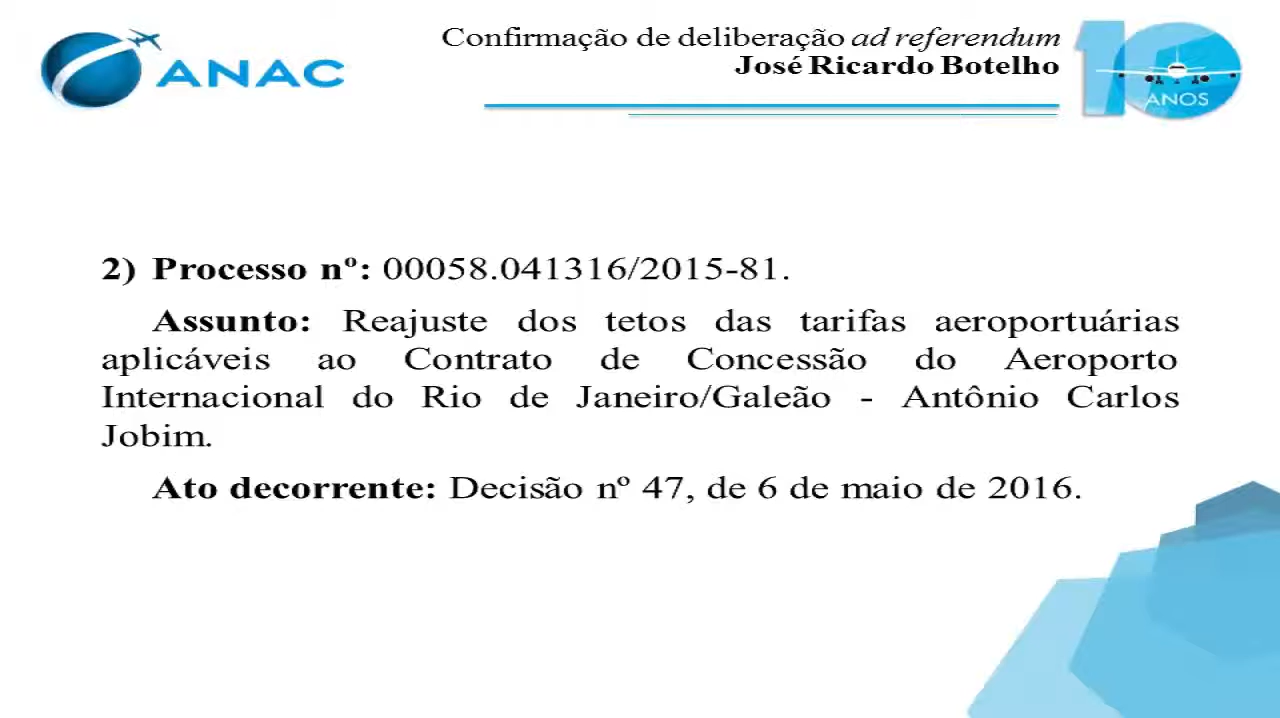 ANAC
Confirmação de deliberação ad referendum
José Ricardo Botelho
10
ANOS
2) Processo nº: 00058.041316/2015-81.
Assunto: Reajuste dos tetos das tarifas aeroportuárias
aplicáveis ao Contrato de Concessão do Aeroporto
Internacional do Rio de Janeiro/Galeão - Antônio Carlos
Jobim.
Ato decorrente: Decisão nº 47, de 6 de maio de 2016.